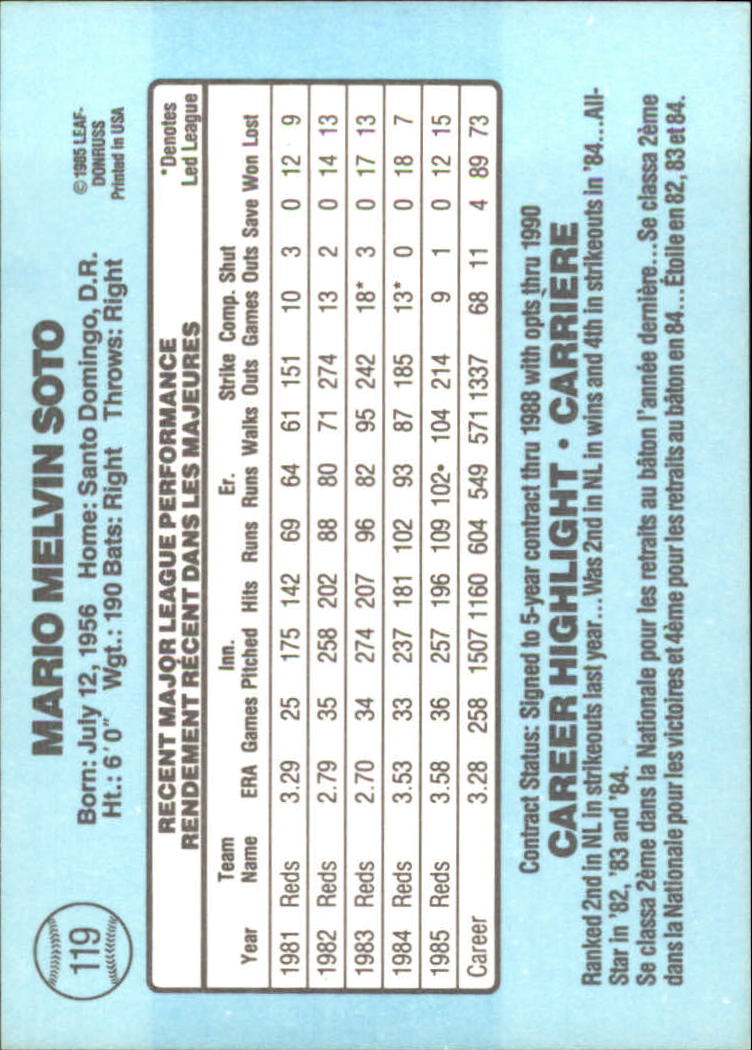 119
MARIO MELVIN SOTO
Born: July 12, 1956 Home: Santo Domingo, D.R.
Ht.: 6´0˝ Wgt.: 190 Bats: Right Throws: Right
© 1985 LEAF-
DONRUSS
Printed in USA
RECENT MAJOR LEAGUE PERFORMANCE
RENDEMENT RÉCENT DANS LES MAJEURES
*Denotes
Led League
Team Inn. Er. Strike Comp. Shut
Year Name ERA Games Pitched Hits Runs Runs Walks Outs Games Outs Save Won Lost
1981 Reds 3.29 25 175 142 69 64 61 151 10 3 0 12 9
1982 Reds 2.79 35 258 202 88 80 71 274 13 2 0 14 13
1983 Reds 2.70 34 274 207 96 82 95 242 18* 3 0 17 13
1984 Reds 3.53 33 237 181 102 93 87 185 13* 0 0 18 7
1985 Reds 3.58 36 257 196 109 102• 104 214 9 1 0 12 15
Career 3.28 258 1507 1160 604 549 571 1337 68 11 4 89 73
Contract Status: Signed to 5-year contract thru 1988 with opts thru 1990
CAREER HIGHLIGHT • CARRIÈRE
Ranked 2nd in NL in strikeouts last year... Was 2nd in NL in wins and 4th in strikeouts in '84...All-
Star in '82, '83 and '84.
Se classa 2ème dans la Nationale pour les retraits au bâton l'année dernière...Se classa 2ème
dans la Nationale pour les victoires et 4ème pour les retraits au bâton en 84... Étoile en 82, 83 et 84.